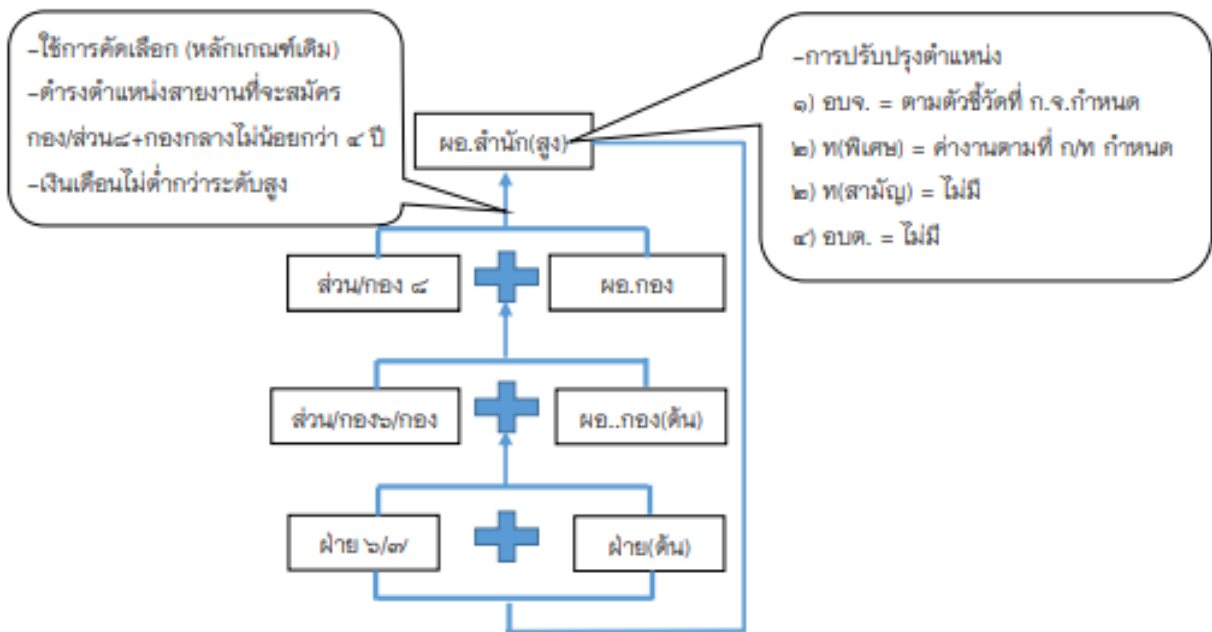 -ใช้การคัดเลือก (หลักเกณฑ์เดิม)
-ดำรงตำแหน่งสายงานที่จะสมัคร
กอง/ส่วน๘+กองกลางไม่น้อยกว่า ๔ ปี
-เงินเดือนไม่ต่ำกว่าระดับสูง
-การปรับปรุงตำแหน่ง
๑) อบจ. = ตามตัวชี้วัดที่ ก.จ.กำหนด
๒) ท(พิเศษ) = ค่างานตามที่ ก/ท กำหนด
๒) ท(สามัญ) = ไม่มี
๔) อบต. = ไม่มี
ผอ.สำนัก(สูง)
ส่วน/กอง ๘
ผอ.กอง
ส่วน/กอง๖/กอง
ผอ..กอง(ต้น)
ฝ่าย ๖/๗
ฝ่าย(ต้น)